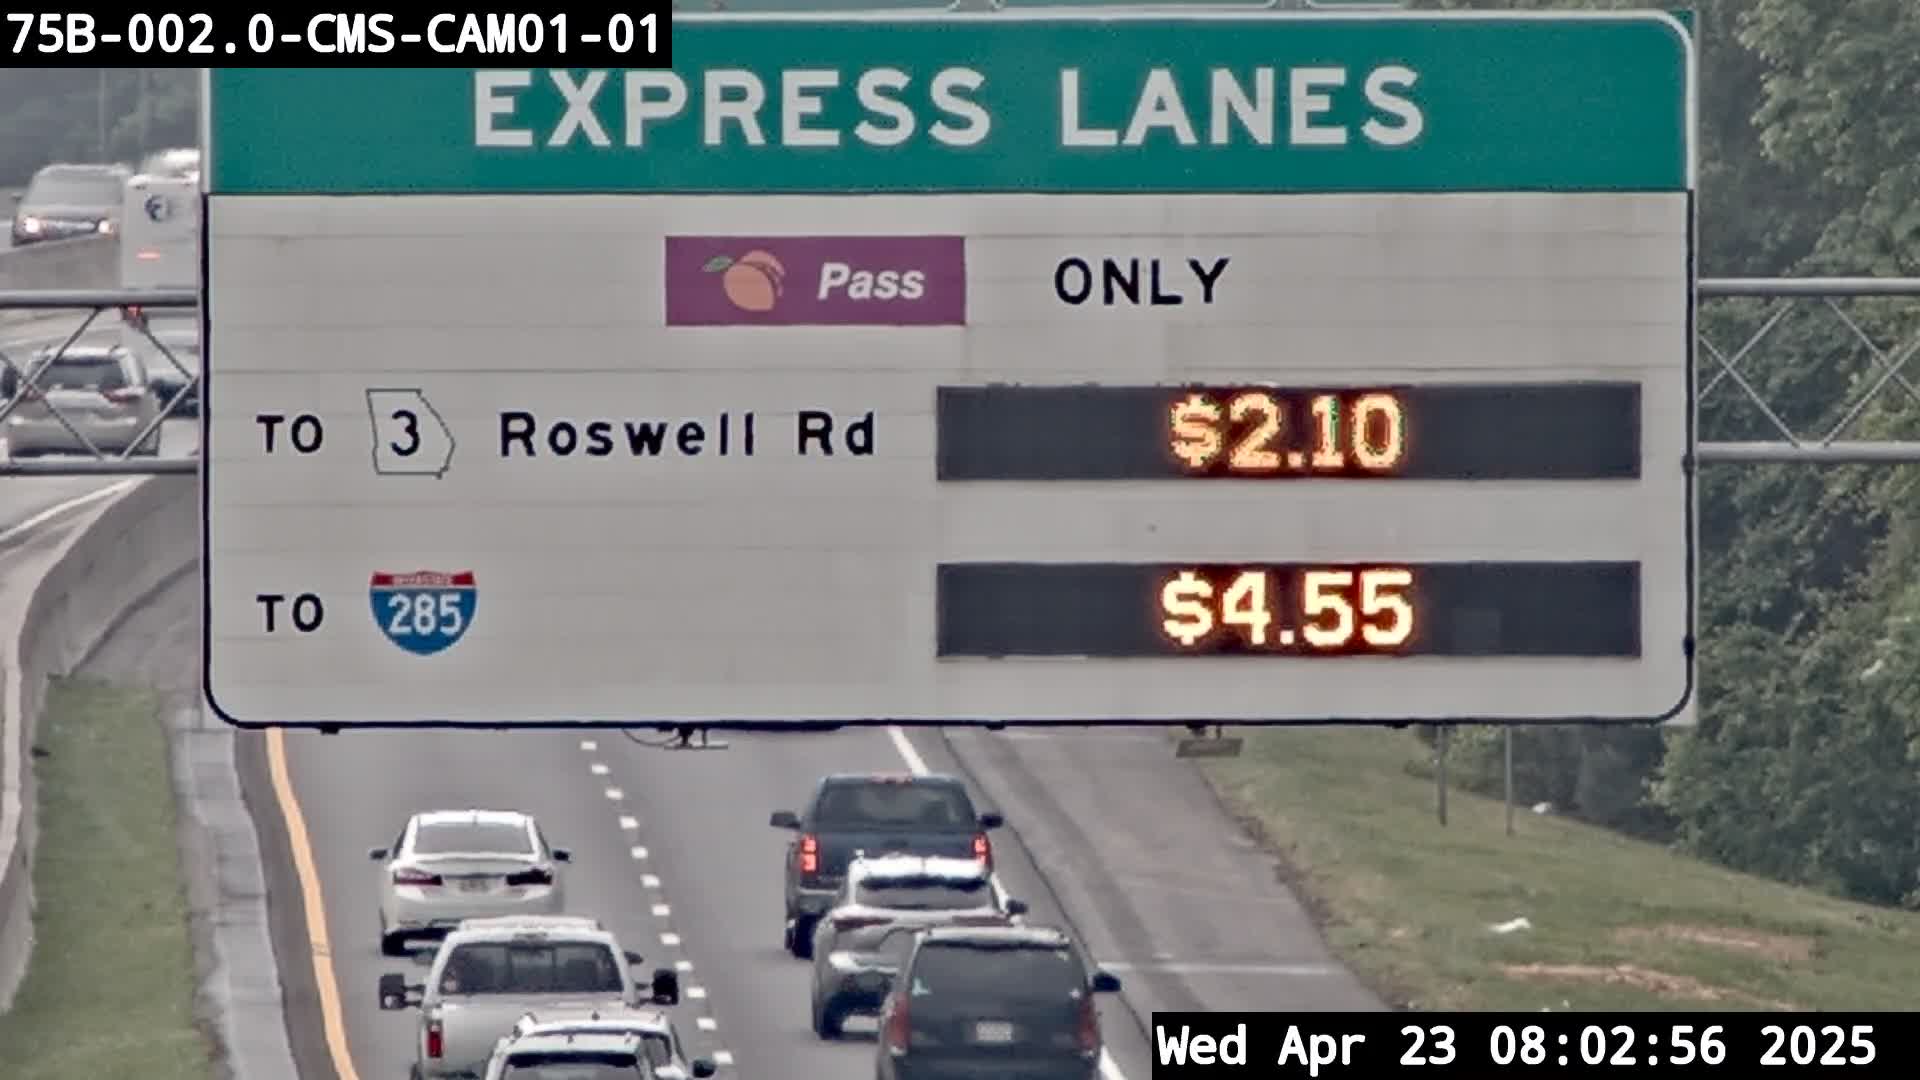 75B-002.0-CMS-CAM01-01
EXPRESS LANES
Pass ONLY
TO 3 Roswell Rd $2.10
INTERSTATE
TO 285 $4.55
Wed Apr 23 08:02:56 2025